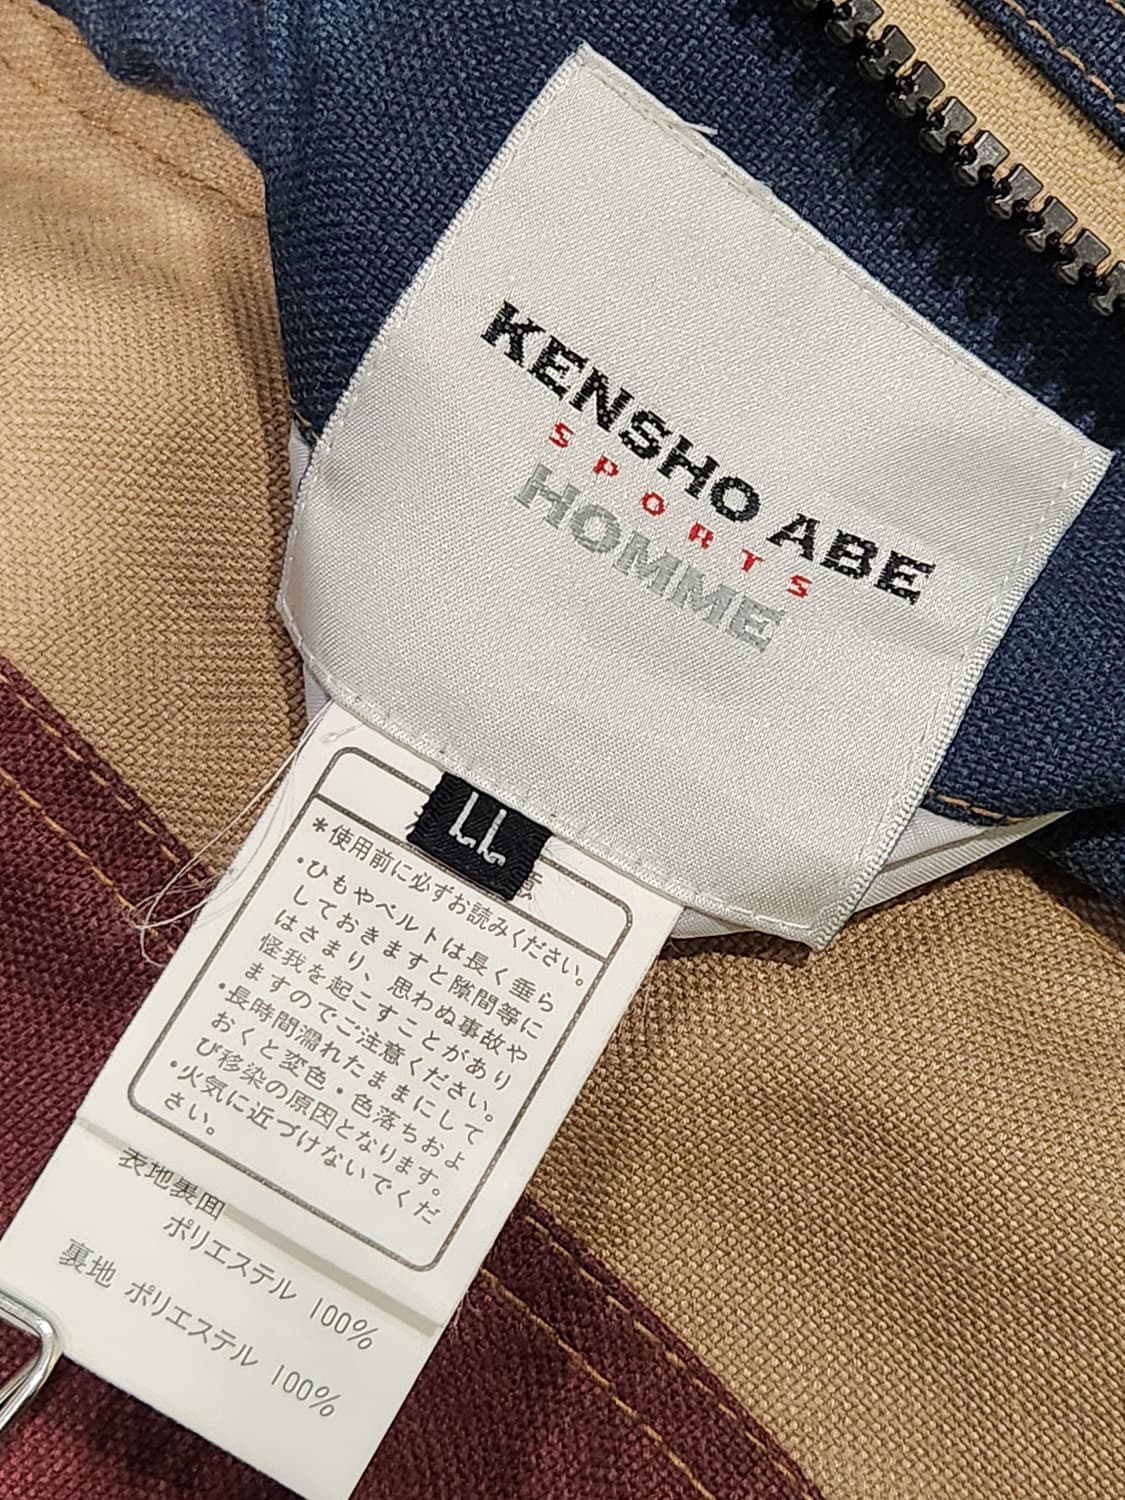 KENSHO ABE
SPORTS
HOMME
LL
＊使用前に必ずお読みください。
・ひもやベルトは長く垂ら
しておきますと隙間等に
はさまり、思わぬ事故や
怪我を起こすことがあり
ますのでご注意ください。
・長時間濡れたままにして
おくと変色・色落ちおよ
び移染の原因となります。
・火気に近づけないでくだ
さい。
表地裏面
ポリエステル 100%
裏地 ポリエステル 100%